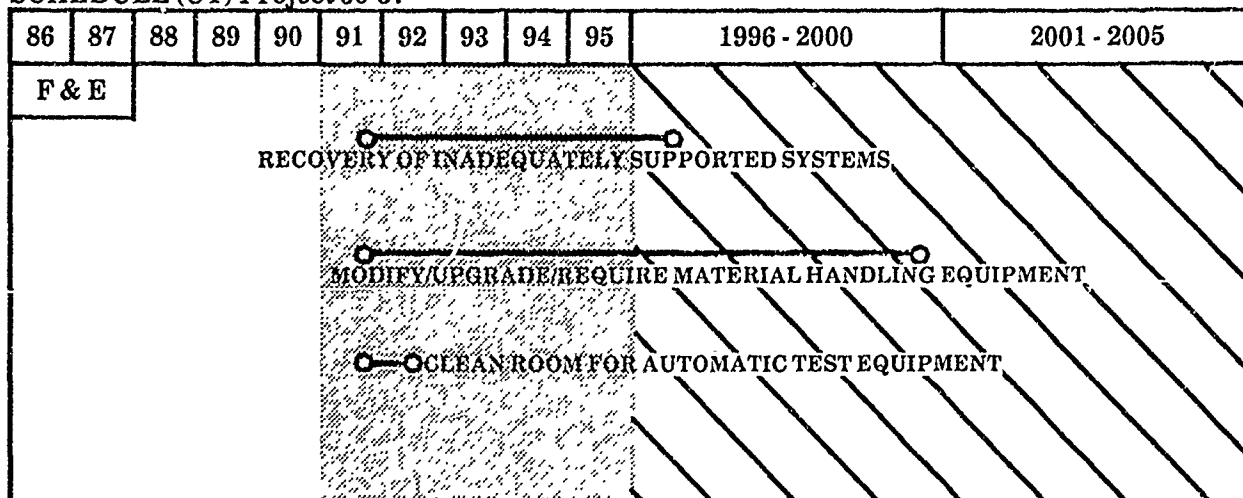 86 87 88 89 90 91 92 93 94 95 1996 - 2000 2001 - 2005
F & E
RECOVERY OF INADEQUATELY SUPPORTED SYSTEMS
MODIFY/UPGRADE/REQUIRE MATERIAL HANDLING EQUIPMENT
CLEAN ROOM FOR AUTOMATIC TEST EQUIPMENT